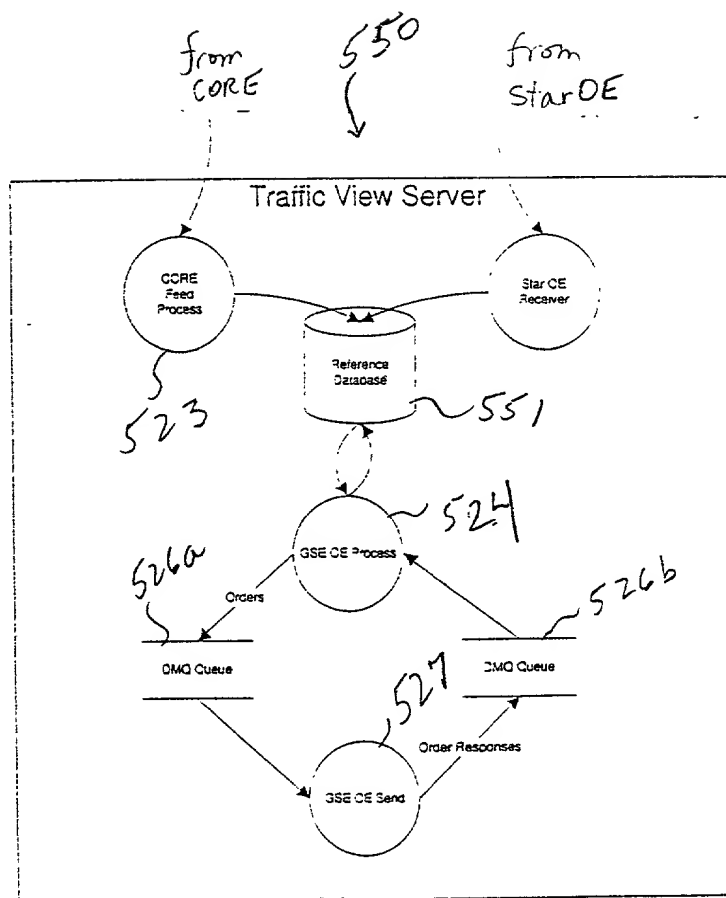 from
CORE
550
from
StarOE
Traffic View Server
CORE
Feed
Process
Star OE
Receiver
Reference
Database
523
551
524
GSE OE Process
526a
526b
Orders
DMQ Queue
DMQ Queue
527
Order Responses
GSE OE Send